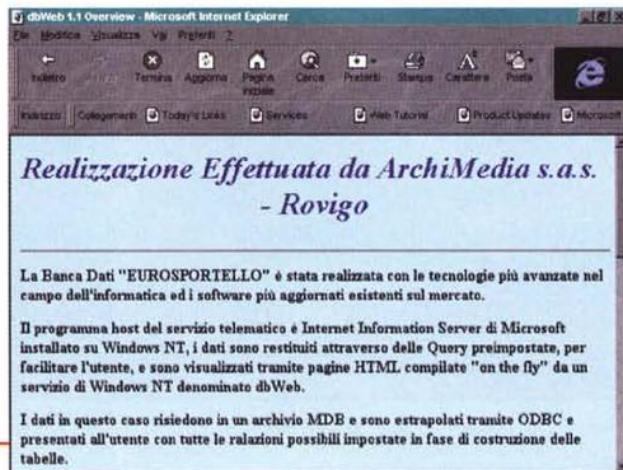 dbWeb 1.1 Overview - Microsoft Internet Explorer
File Modifica Visualizza Vai Preferiti ?
Indietro Termina Aggiorna Pagina iniziale Cerca Preferiti Stampa Carattere Posta
Indirizzo Collegamenti Today's Links Services Web Tutorial Product Updates Microsoft
Realizzazione Effettuata da ArchiMedia s.a.s.
- Rovigo
La Banca Dati "EUROSPORTELLO" è stata realizzata con le tecnologie più avanzate nel
campo dell'informatica ed i software più aggiornati esistenti sul mercato.
Il programma host del servizio telematico è Internet Information Server di Microsoft
installato su Windows NT, i dati sono restituiti attraverso delle Query preimpostate, per
facilitare l'utente, e sono visualizzati tramite pagine HTML compilate "on the fly" da un
servizio di Windows NT denominato dbWeb.
I dati in questo caso risiedono in un archivio MDB e sono estrapolati tramite ODBC e
presentati all'utente con tutte le ralazioni possibili impostate in fase di costruzione delle
tabelle.